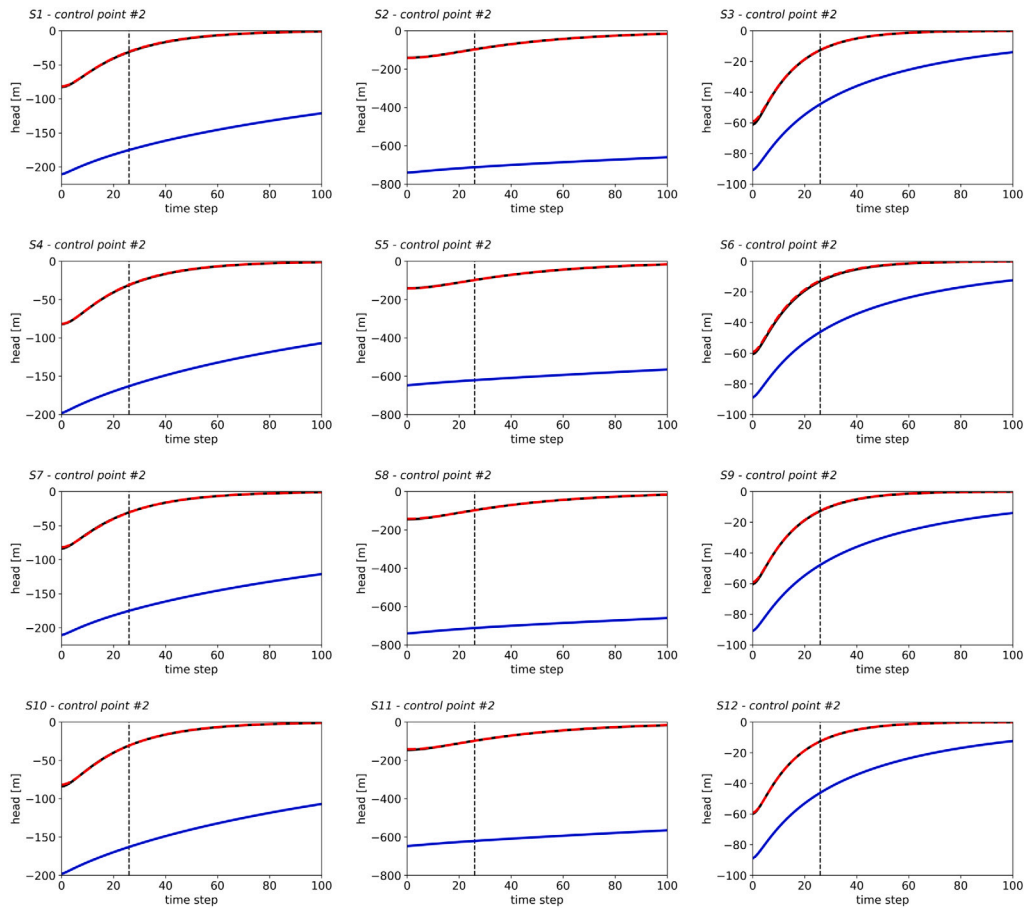 S1 - control point #2
S2 - control point #2
S3 - control point #2
head [m]
0
−50
−100
−150
−200
0 20 40 60 80 100
time step
head [m]
0
−200
−400
−600
−800
0 20 40 60 80 100
time step
head [m]
0
−20
−40
−60
−80
−100
0 20 40 60 80 100
time step
S4 - control point #2
S5 - control point #2
S6 - control point #2
head [m]
0
−50
−100
−150
−200
0 20 40 60 80 100
time step
head [m]
0
−200
−400
−600
−800
0 20 40 60 80 100
time step
head [m]
0
−20
−40
−60
−80
−100
0 20 40 60 80 100
time step
S7 - control point #2
S8 - control point #2
S9 - control point #2
head [m]
0
−50
−100
−150
−200
0 20 40 60 80 100
time step
head [m]
0
−200
−400
−600
−800
0 20 40 60 80 100
time step
head [m]
0
−20
−40
−60
−80
−100
0 20 40 60 80 100
time step
S10 - control point #2
S11 - control point #2
S12 - control point #2
head [m]
0
−50
−100
−150
−200
0 20 40 60 80 100
time step
head [m]
0
−200
−400
−600
−800
0 20 40 60 80 100
time step
head [m]
0
−20
−40
−60
−80
−100
0 20 40 60 80 100
time step